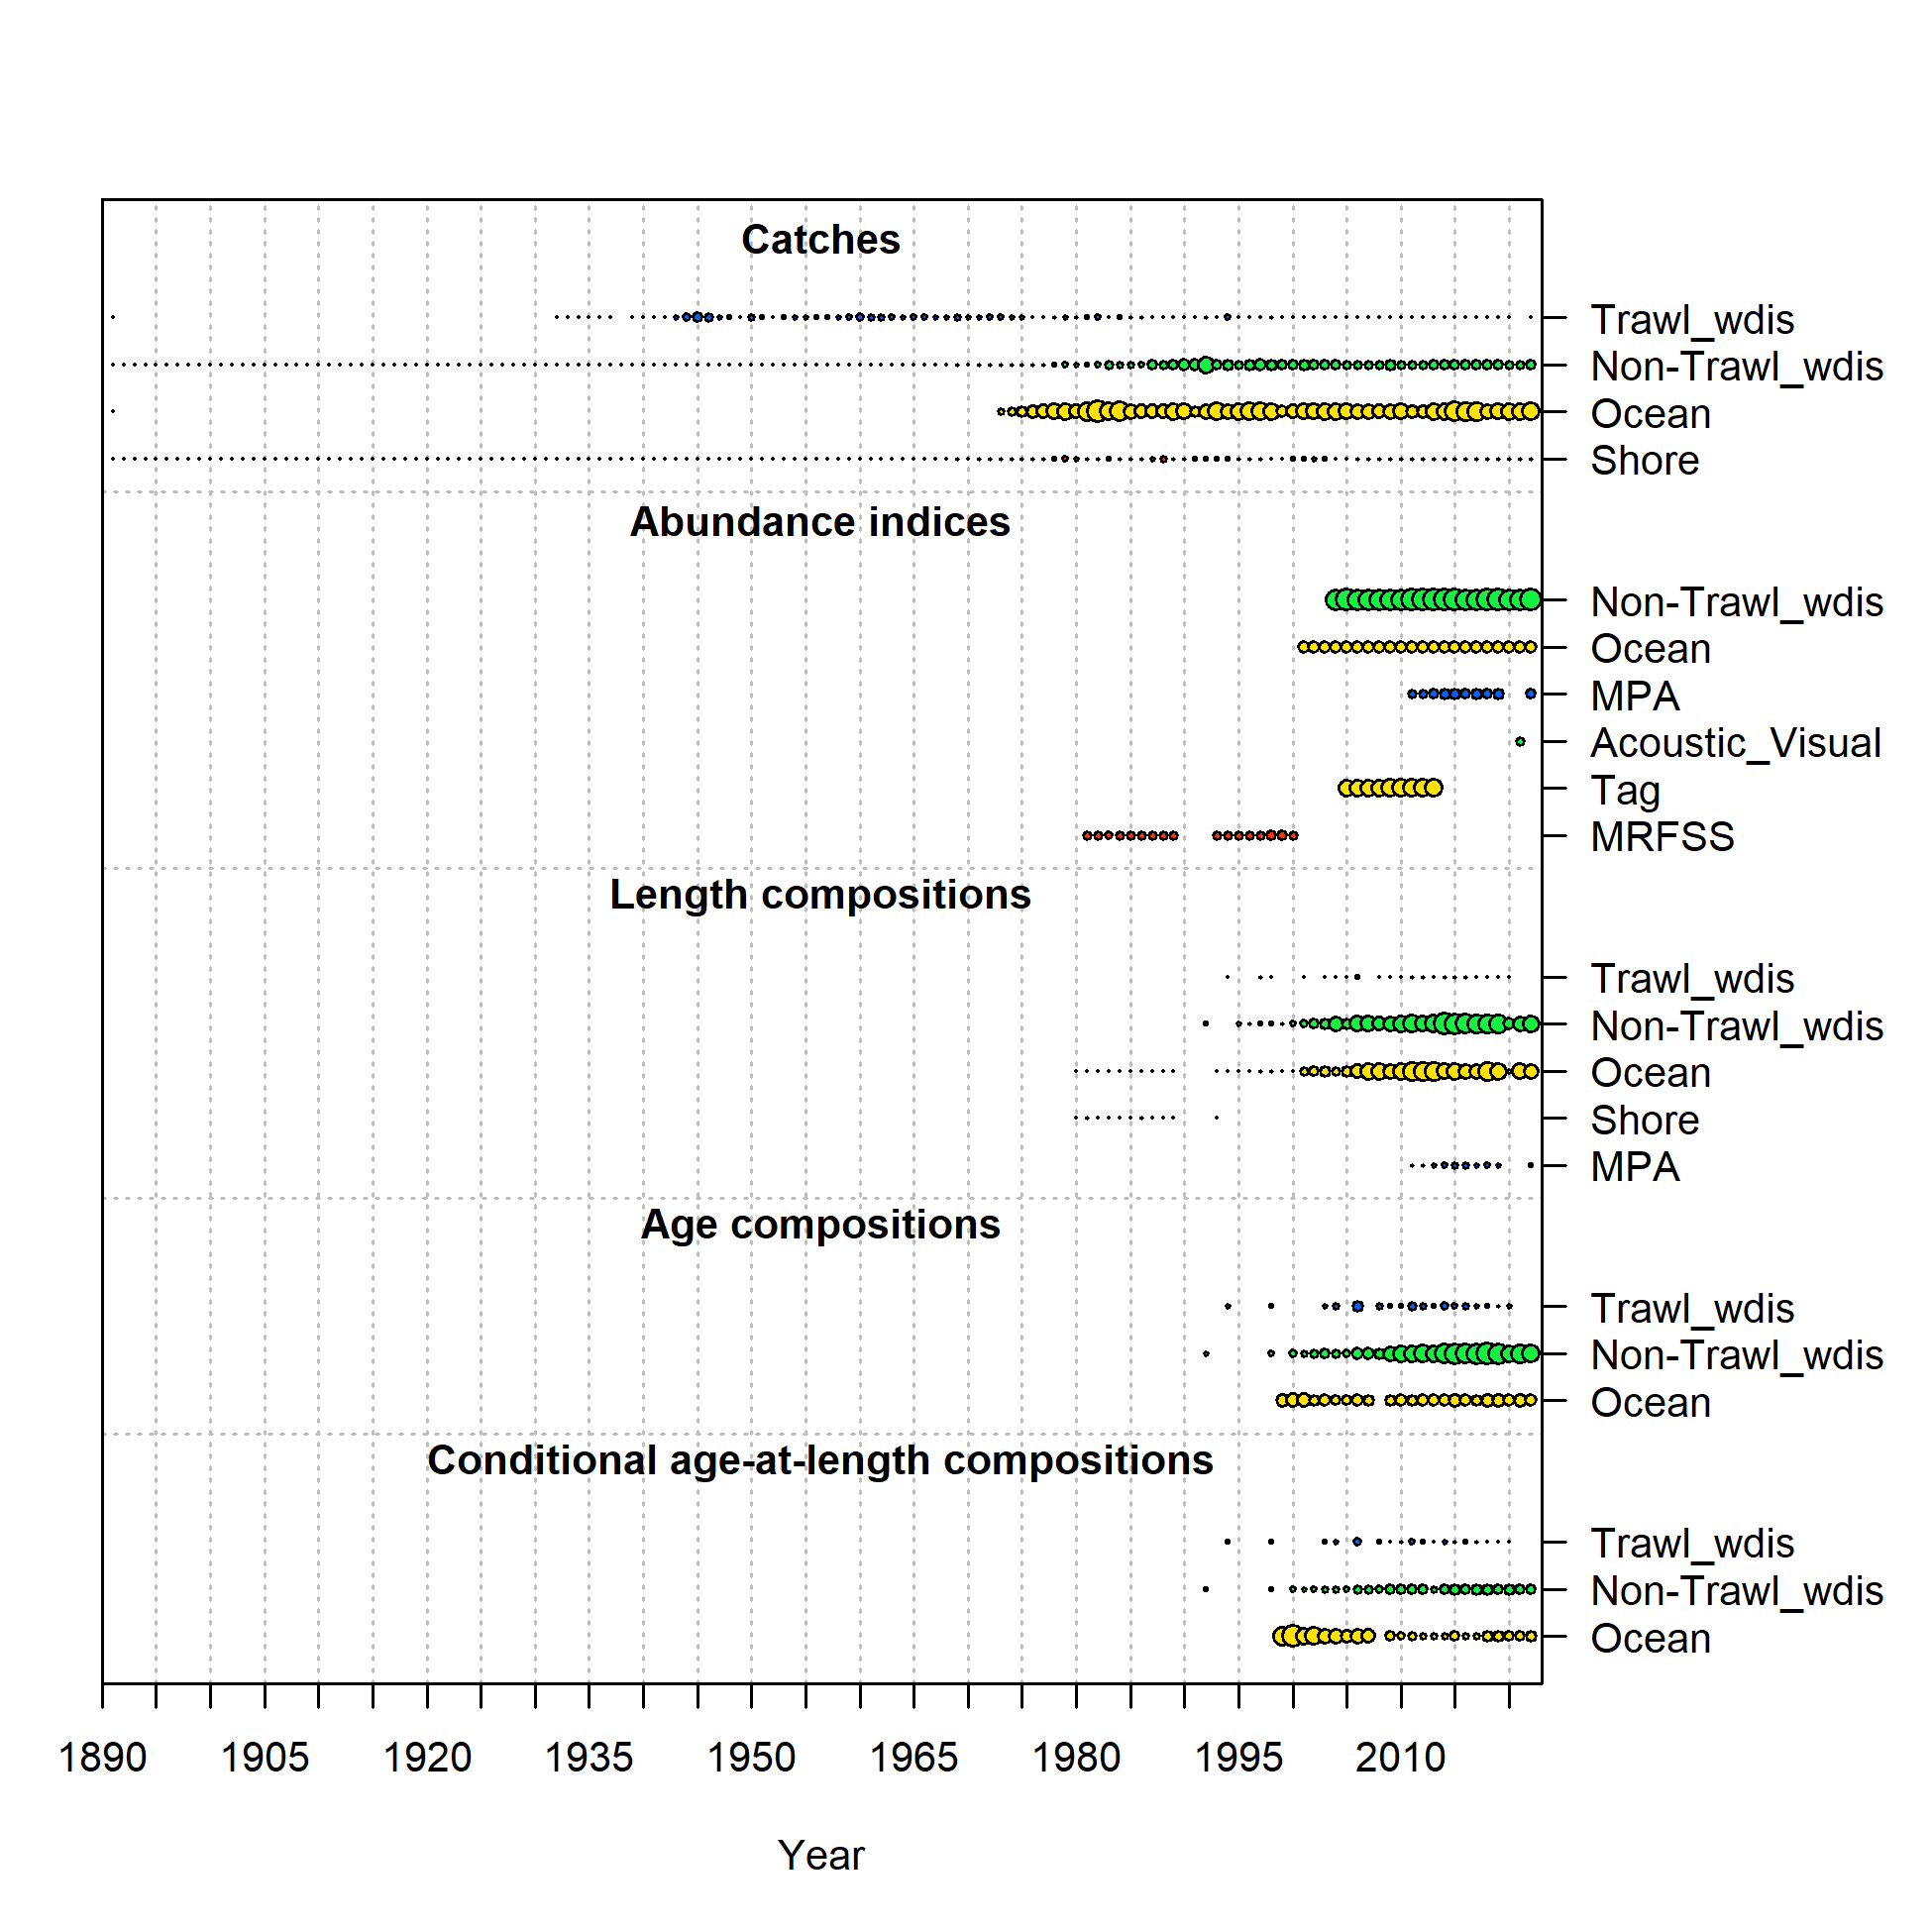 Catches
Trawl_wdis
Non-Trawl_wdis
Ocean
Shore
Abundance indices
Non-Trawl_wdis
Ocean
MPA
Acoustic_Visual
Tag
MRFSS
Length compositions
Trawl_wdis
Non-Trawl_wdis
Ocean
Shore
MPA
Age compositions
Trawl_wdis
Non-Trawl_wdis
Ocean
Conditional age-at-length compositions
Trawl_wdis
Non-Trawl_wdis
Ocean
1890 1905 1920 1935 1950 1965 1980 1995 2010
Year